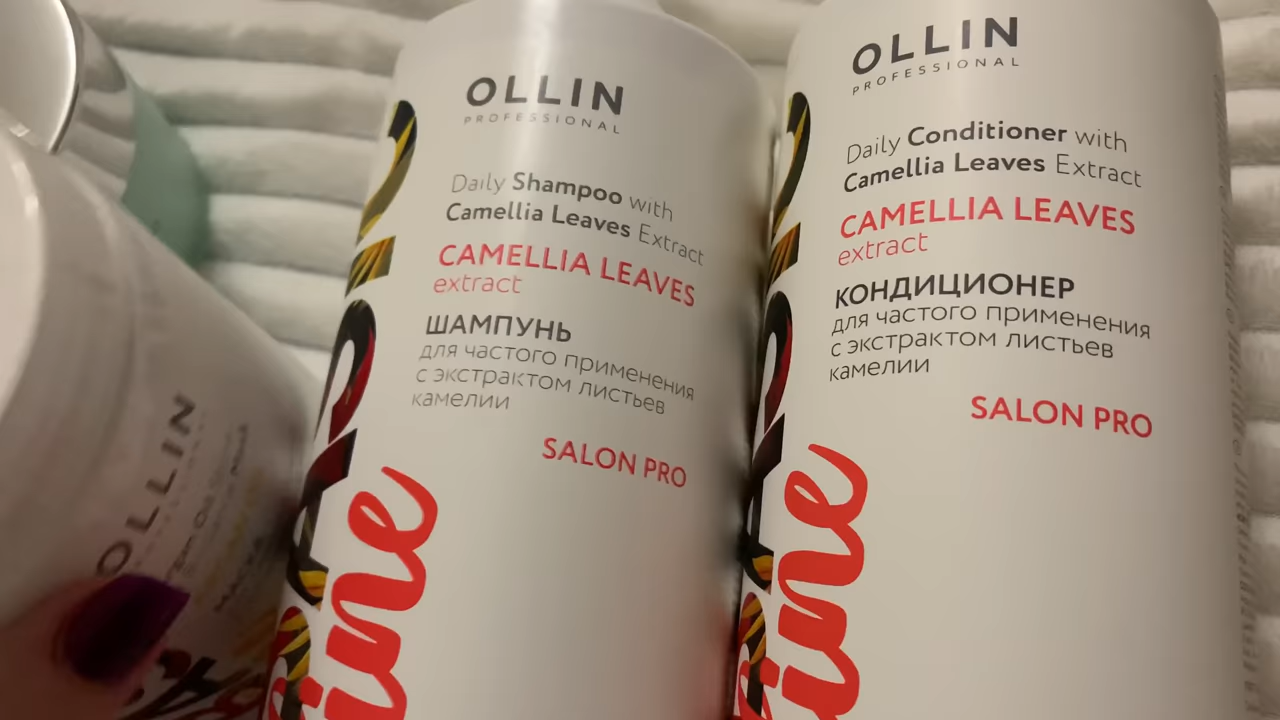 OLLIN
PROFESSIONAL
Daily Shampoo with
Camellia Leaves Extract
CAMELLIA LEAVES
extract
ШАМПУНЬ
для частого применения
с экстрактом листьев
камелии
SALON PRO
OLLIN
PROFESSIONAL
Daily Conditioner with
Camellia Leaves Extract
CAMELLIA LEAVES
extract
КОНДИЦИОНЕР
для частого применения
с экстрактом листьев
камелии
SALON PRO
OLLIN